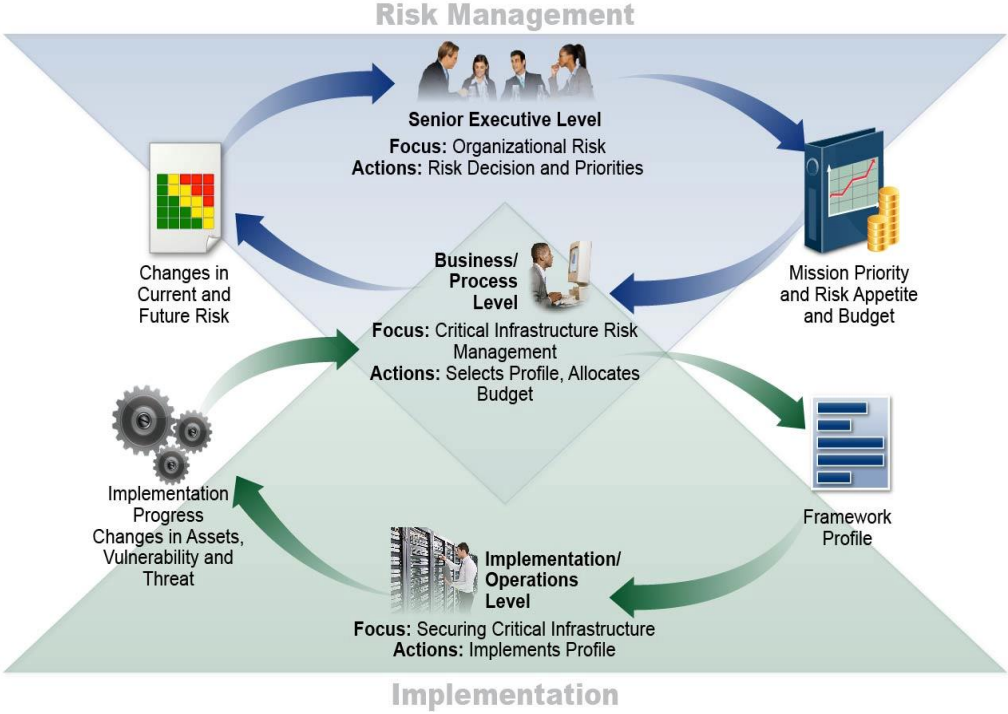 Risk Management
Senior Executive Level
Focus: Organizational Risk
Actions: Risk Decision and Priorities
Changes in
Current and
Future Risk
Mission Priority
and Risk Appetite
and Budget
Business/
Process
Level
Focus: Critical Infrastructure Risk
Management
Actions: Selects Profile, Allocates
Budget
Implementation
Progress
Changes in Assets,
Vulnerability and
Threat
Framework
Profile
Implementation/
Operations
Level
Focus: Securing Critical Infrastructure
Actions: Implements Profile
Implementation